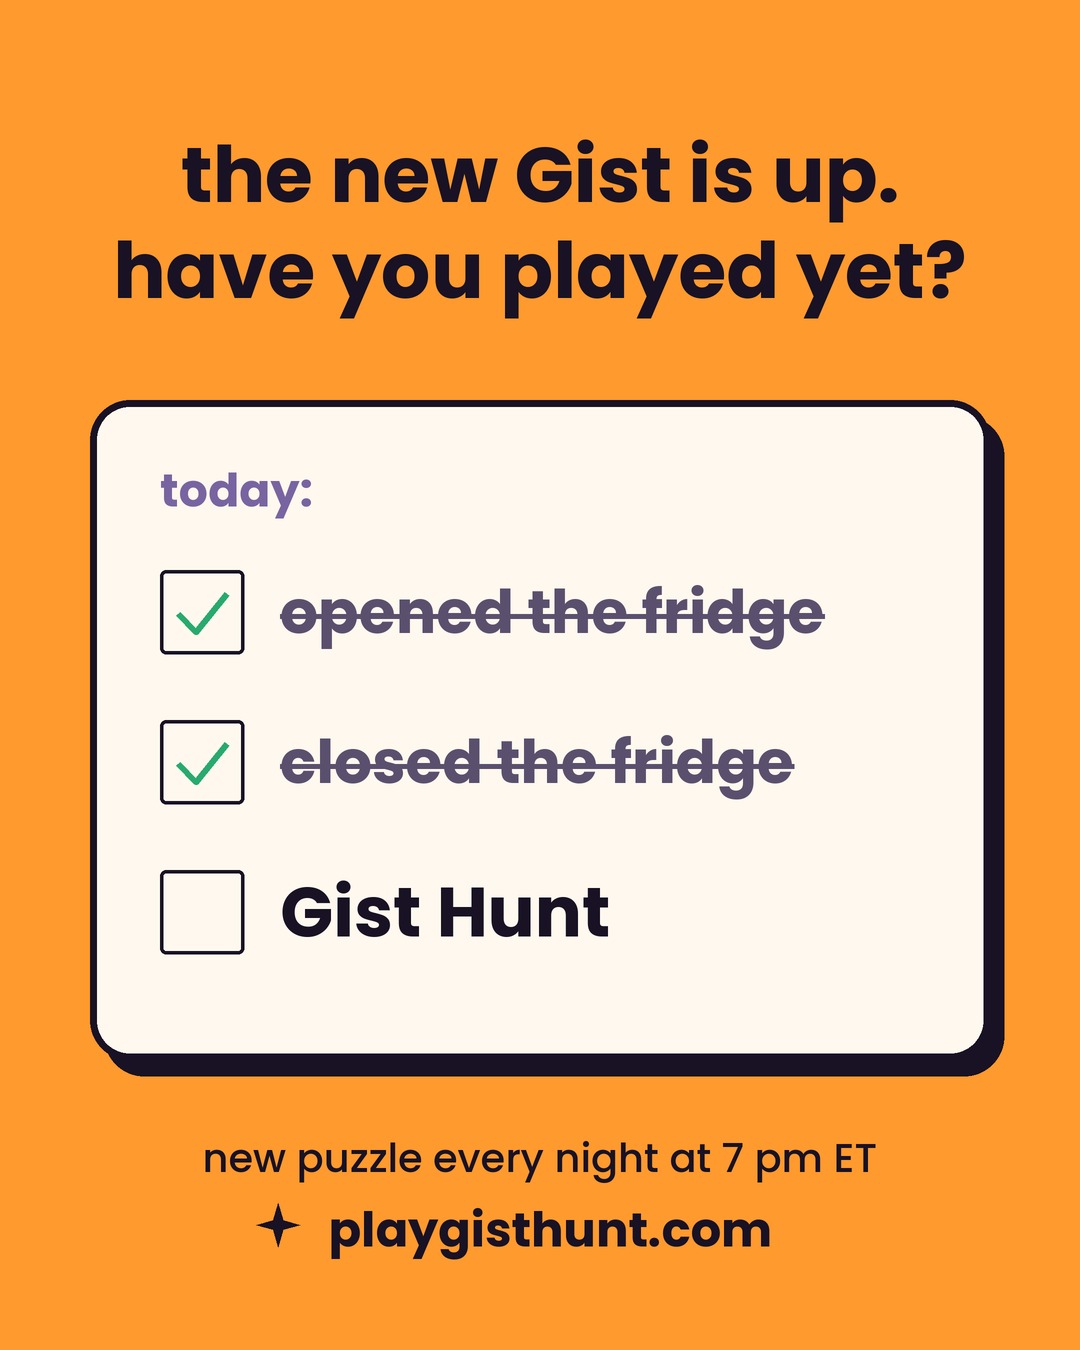 the new Gist is up.
have you played yet?
today:
opened the fridge
closed the fridge
Gist Hunt
new puzzle every night at 7 pm ET
playgisthunt.com